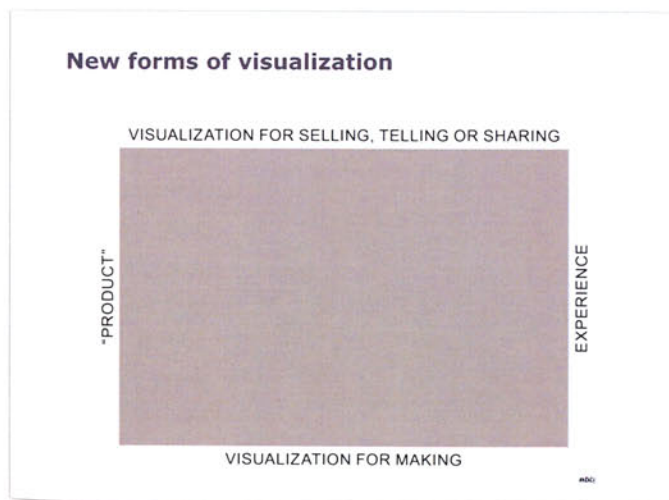 New forms of visualization
VISUALIZATION FOR SELLING, TELLING OR SHARING
"PRODUCT"
EXPERIENCE
VISUALIZATION FOR MAKING